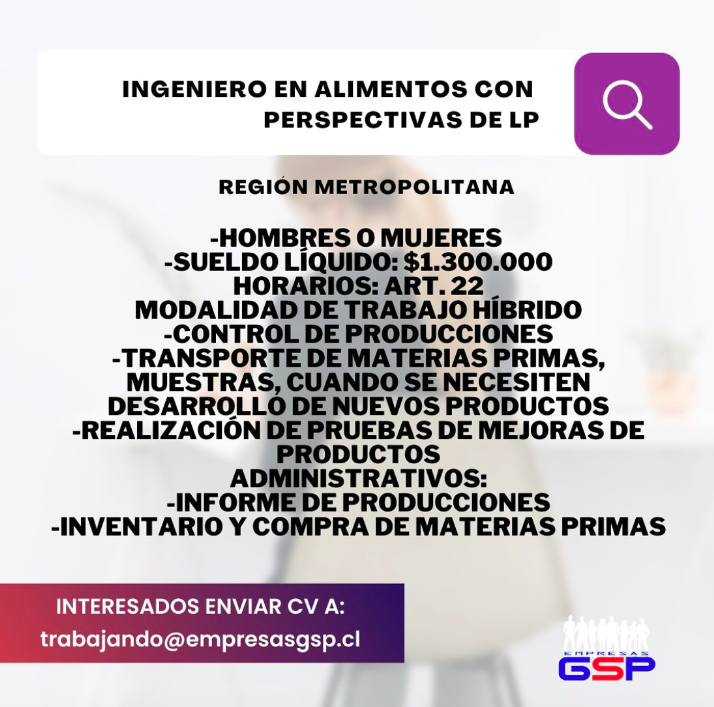 INGENIERO EN ALIMENTOS CON
PERSPECTIVAS DE LP
REGIÓN METROPOLITANA
-HOMBRES O MUJERES
-SUELDO LÍQUIDO: $1.300.000
HORARIOS: ART. 22
MODALIDAD DE TRABAJO HÍBRIDO
-CONTROL DE PRODUCCIONES
-TRANSPORTE DE MATERIAS PRIMAS,
MUESTRAS, CUANDO SE NECESITEN
DESARROLLO DE NUEVOS PRODUCTOS
-REALIZACIÓN DE PRUEBAS DE MEJORAS DE
PRODUCTOS
ADMINISTRATIVOS:
-INFORME DE PRODUCCIONES
-INVENTARIO Y COMPRA DE MATERIAS PRIMAS
INTERESADOS ENVIAR CV A:
trabajando@empresasgsp.cl
EMPRESAS
GSP